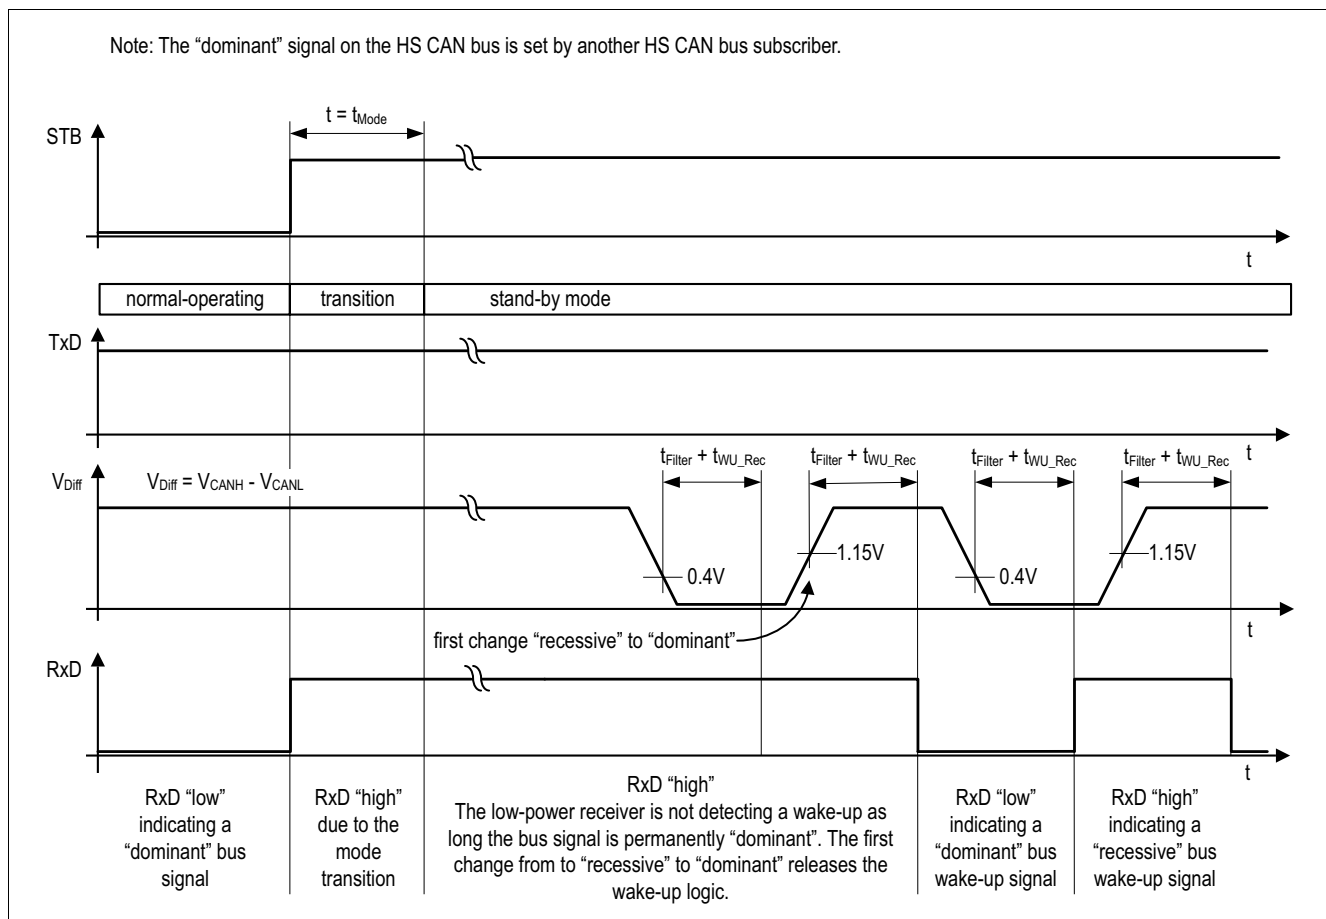 Note: The “dominant” signal on the HS CAN bus is set by another HS CAN bus subscriber.
t = tMode
STB
t
normal-operating transition stand-by mode
TxD
t
tFilter + tWU_Rec tFilter + tWU_Rec tFilter + tWU_Rec tFilter + tWU_Rec
VDiff VDiff = VCANH - VCANL
1.15V 1.15V
0.4V 0.4V
t
first change “recessive” to “dominant”
RxD
t
RxD “low”
indicating a
“dominant” bus
signal
RxD “high”
due to the
mode
transition
RxD “high”
The low-power receiver is not detecting a wake-up as
long the bus signal is permanently “dominant”. The first
change from to “recessive” to “dominant” releases the
wake-up logic.
RxD “low”
indicating a
“dominant” bus
wake-up signal
RxD “high”
indicating a
“recessive” bus
wake-up signal